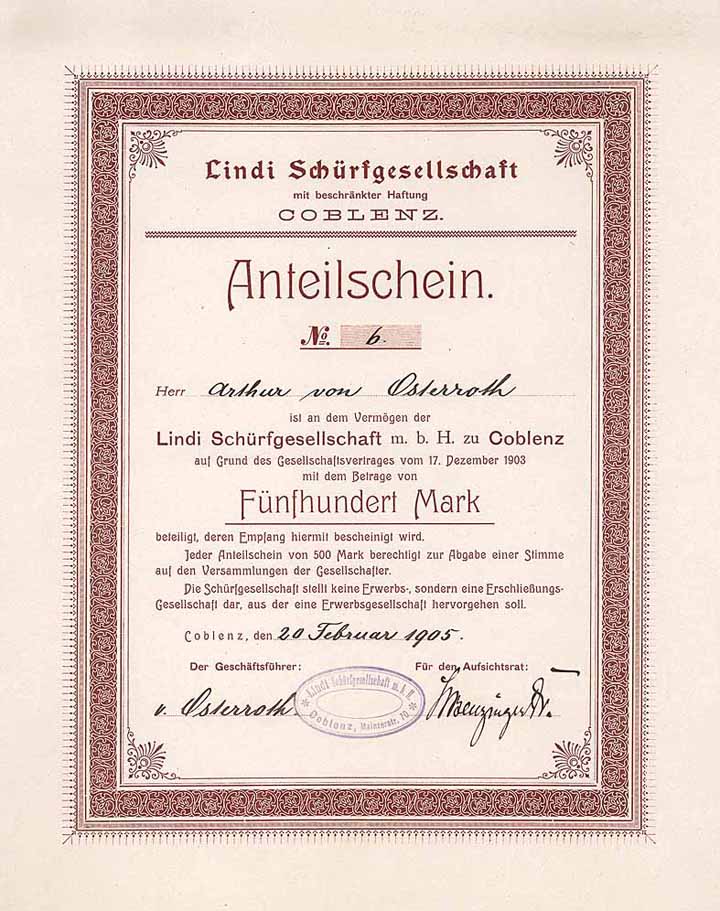 Lindi Schürfgesellschaft
mit beschränkter Haftung
COBLENZ.
Anteilschein.
No. 6.
Herr Arthur von Osterroth
ist an dem Vermögen der
Lindi Schürfgesellschaft m. b. H. zu Coblenz
auf Grund des Gesellschaftsvertrages vom 17. Dezember 1903
mit dem Betrage von
Fünfhundert Mark
beteiligt, deren Empfang hiermit bescheinigt wird.
Jeder Anteilschein von 500 Mark berechtigt zur Abgabe einer Stimme
auf den Versammlungen der Gesellschafter.
Die Schürfgesellschaft stellt keine Erwerbs-, sondern eine Erschließungs-
Gesellschaft dar, aus der eine Erwerbsgesellschaft hervorgehen soll.
Coblenz, den 20 Februar 1905.
Der Geschäftsführer: Für den Aufsichtsrat:
v. Osterroth
Lindi Schürfgesellschaft m. b. H.
Coblenz, Mainzerstr. 70